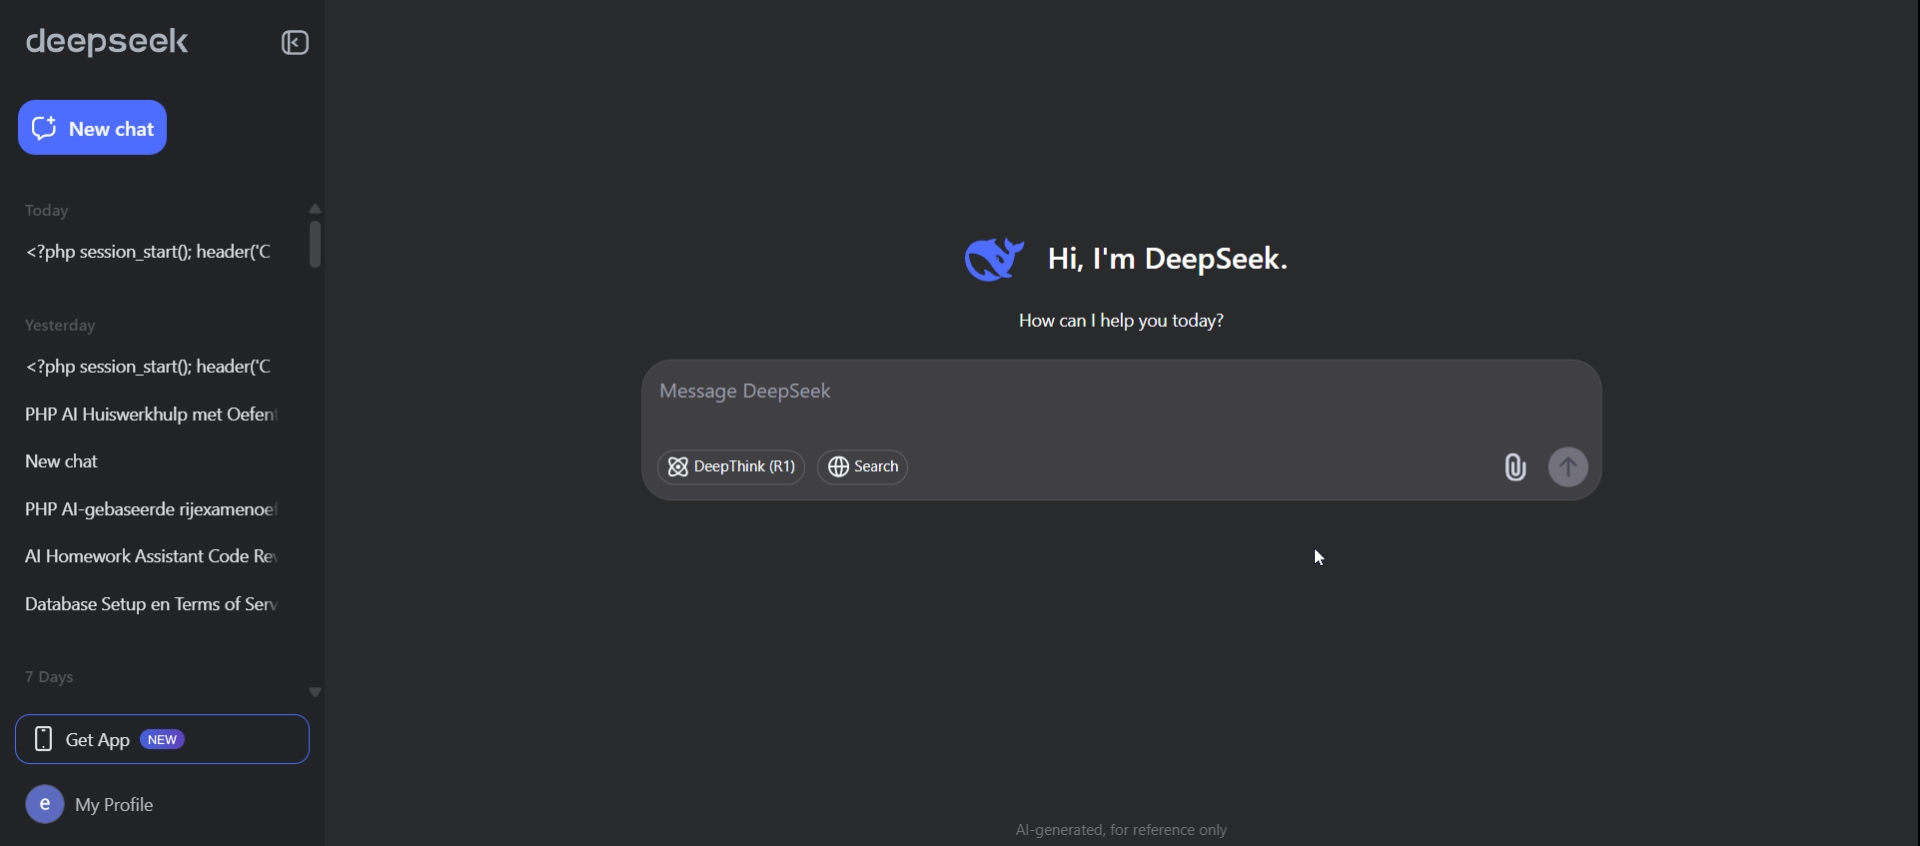 deepseek
New chat
Today
<?php session_start(); header('C
Yesterday
<?php session_start(); header('C
PHP AI Huiswerkhulp met Oefen
New chat
PHP AI-gebaseerde rijexamenoe
AI Homework Assistant Code Re
Database Setup en Terms of Serv
7 Days
Get App NEW
e My Profile
Hi, I'm DeepSeek.
How can I help you today?
Message DeepSeek
DeepThink (R1) Search
AI-generated, for reference only